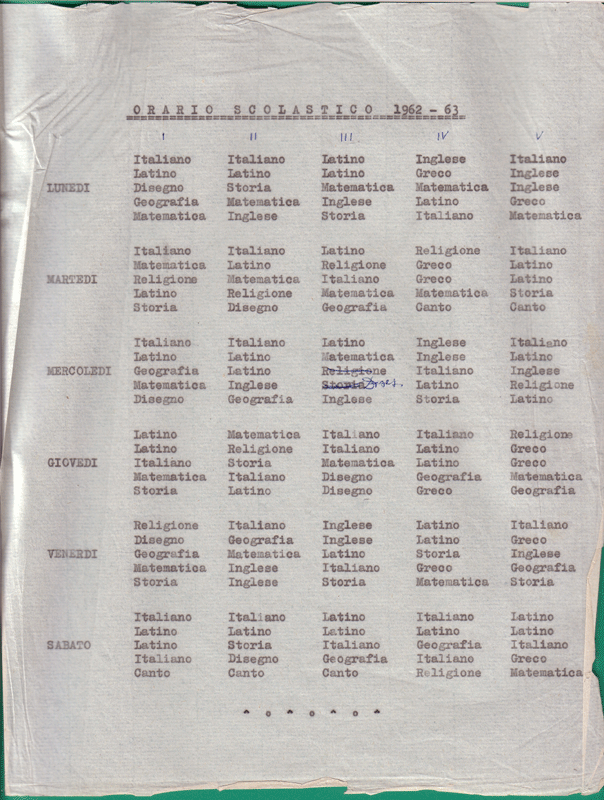 ORARIO SCOLASTICO 1962 - 63
I II III IV V
Italiano Italiano Latino Inglese Italiano
Latino Latino Latino Greco Inglese
LUNEDI Disegno Storia Matematica Matematica Inglese
Geografia Matematica Inglese Latino Greco
Matematica Inglese Storia Italiano Matematica
Italiano Italiano Latino Religione Italiano
Matematica Latino Religione Greco Latino
MARTEDI Religione Matematica Italiano Greco Latino
Latino Religione Matematica Matematica Storia
Storia Disegno Geografia Canto Canto
Italiano Italiano Latino Inglese Italiano
Latino Latino Matematica Inglese Latino
MERCOLEDI Geografia Latino Religione Italiano Inglese
Matematica Inglese Storia Latino Religione
Disegno Geografia Inglese Storia Latino
Latino Matematica Italiano Italiano Religione
Latino Religione Italiano Latino Greco
GIOVEDI Italiano Storia Matematica Latino Greco
Matematica Italiano Disegno Geografia Matematica
Storia Latino Disegno Greco Geografia
Religione Italiano Inglese Latino Italiano
Disegno Geografia Inglese Latino Greco
VENERDI Geografia Matematica Latino Storia Inglese
Matematica Inglese Italiano Greco Geografia
Storia Inglese Storia Matematica Storia
Italiano Italiano Latino Italiano Latino
Latino Latino Latino Latino Latino
SABATO Latino Storia Italiano Geografia Italiano
Italiano Disegno Geografia Italiano Greco
Canto Canto Canto Religione Matematica